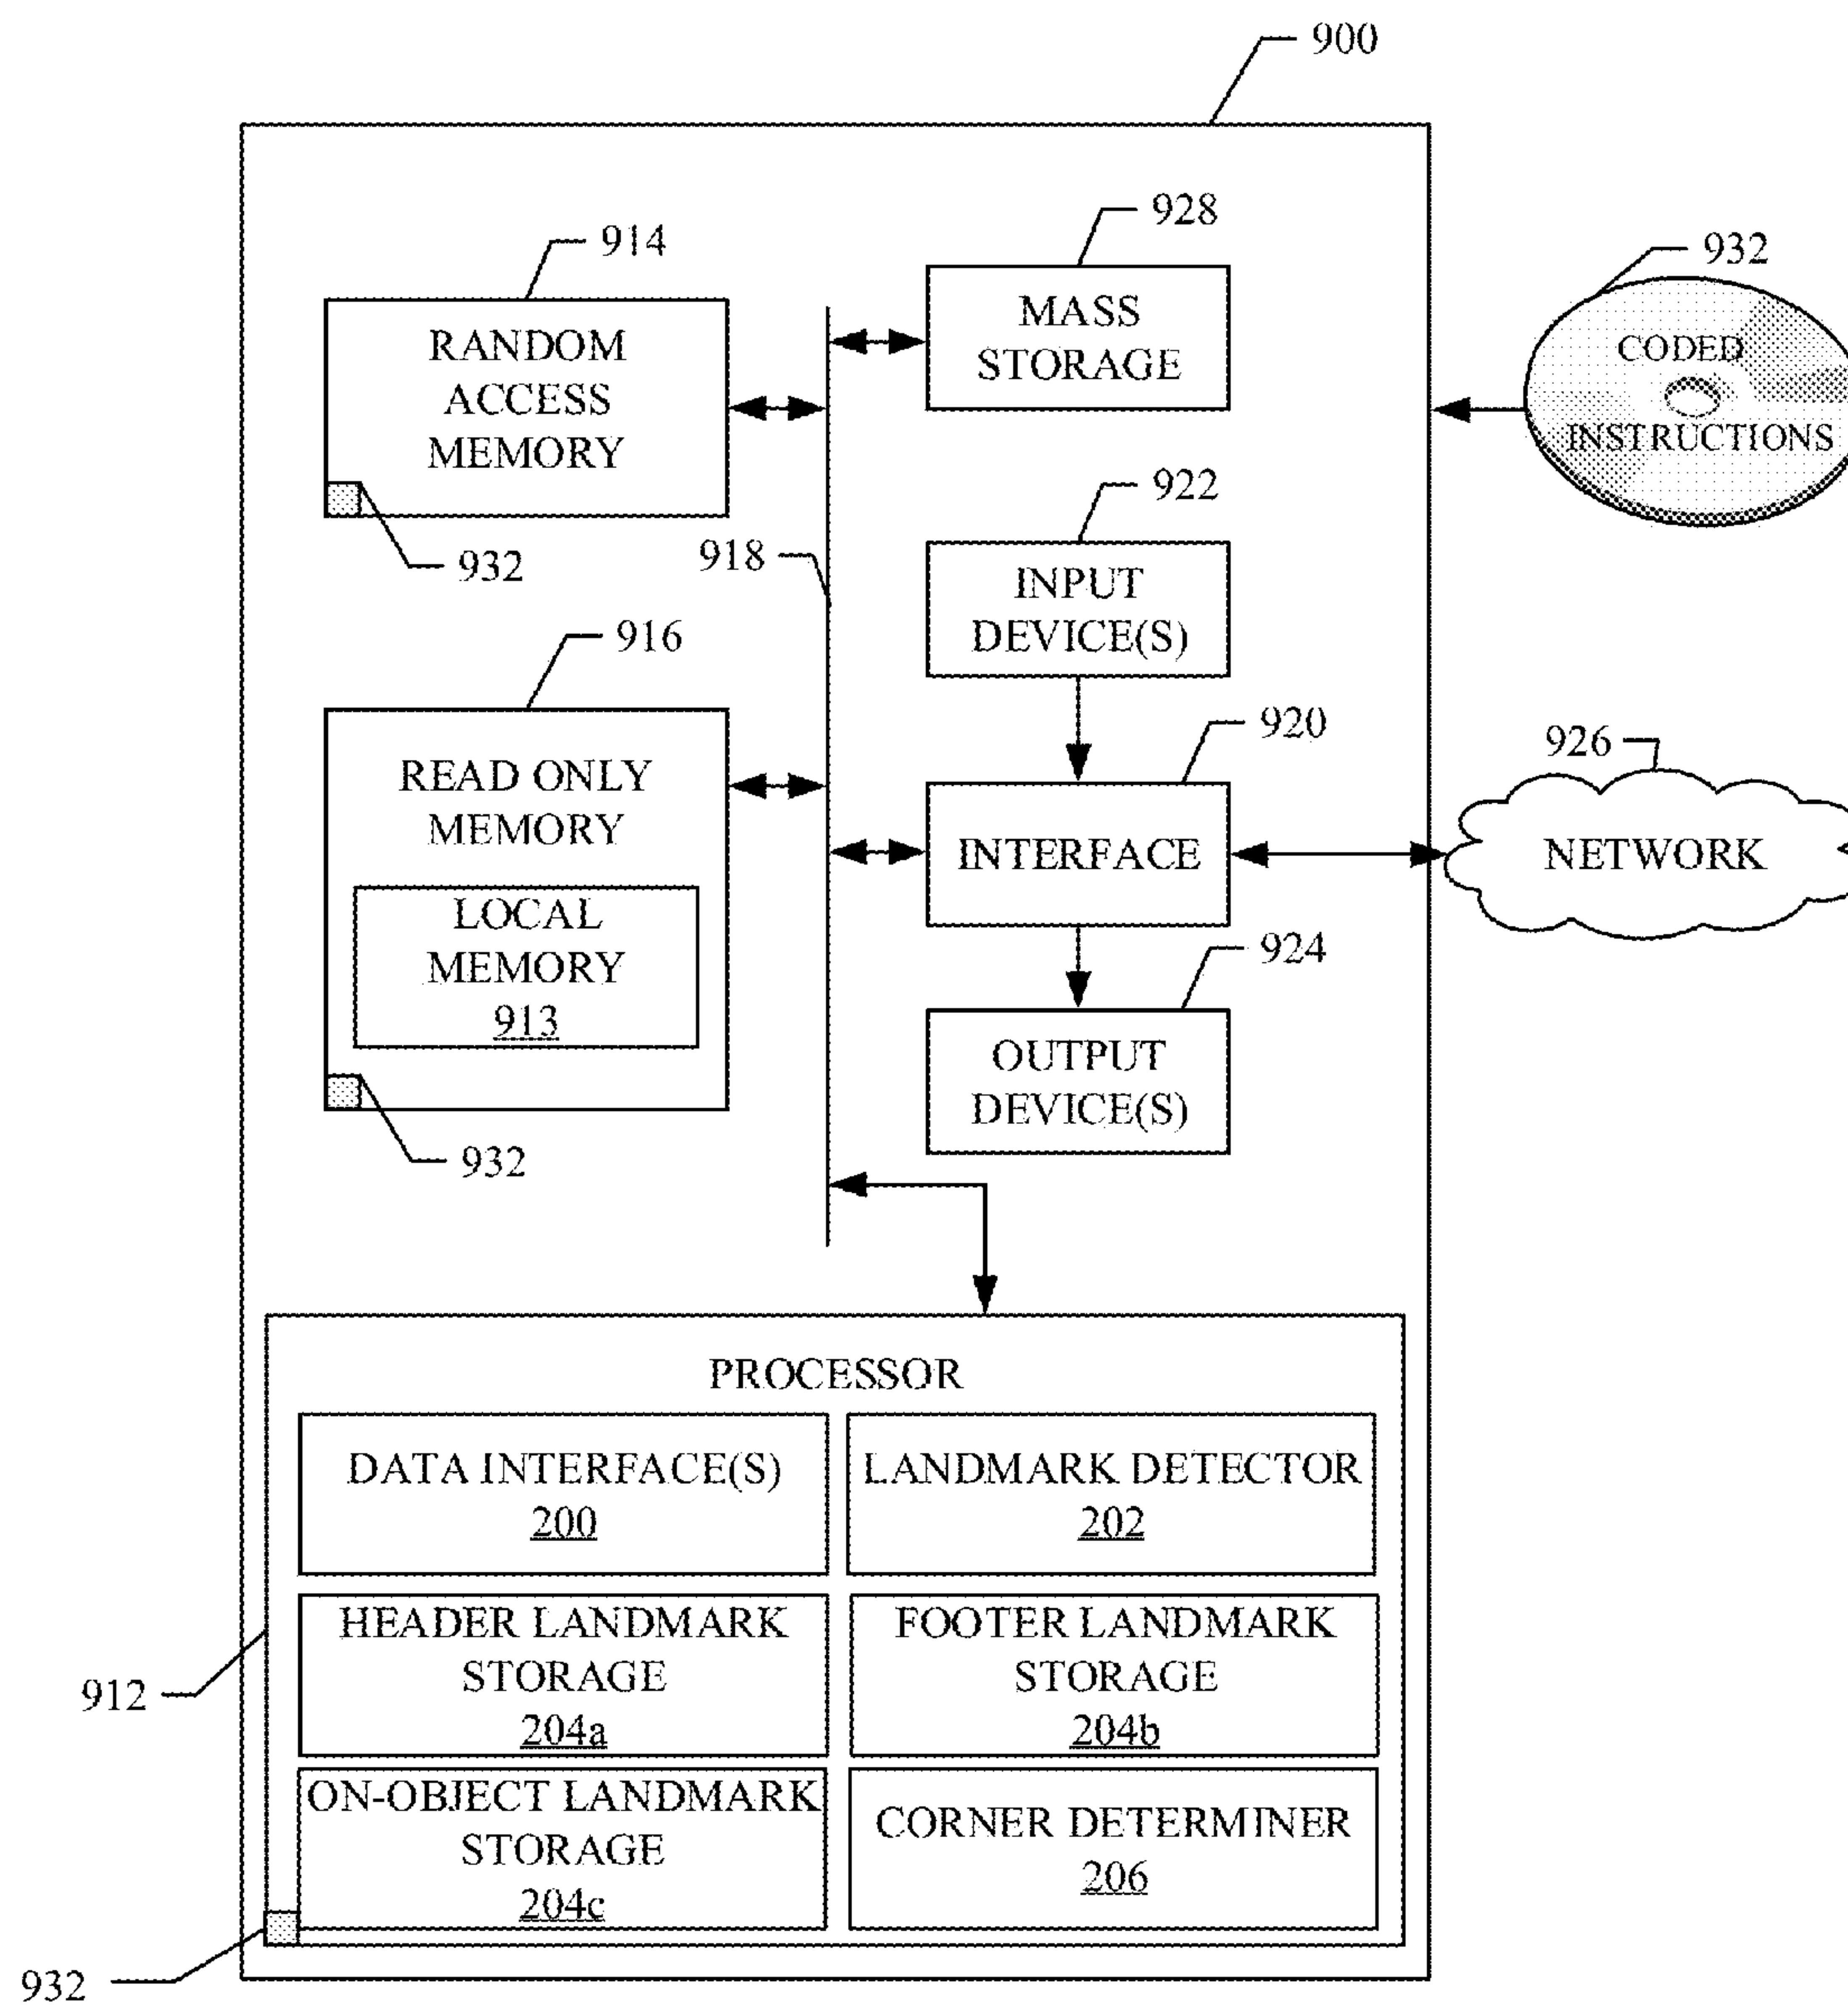 900
928
914
932
RANDOM
ACCESS
MEMORY
MASS
STORAGE
CODED
INSTRUCTIONS
932
918
922
INPUT
DEVICE(S)
916
920
926
READ ONLY
MEMORY
INTERFACE
NETWORK
LOCAL
MEMORY
913
924
OUTPUT
DEVICE(S)
932
PROCESSOR
DATA INTERFACE(S)
200
LANDMARK DETECTOR
202
HEADER LANDMARK
STORAGE
204a
FOOTER LANDMARK
STORAGE
204b
912
ON-OBJECT LANDMARK
STORAGE
204c
CORNER DETERMINER
206
932